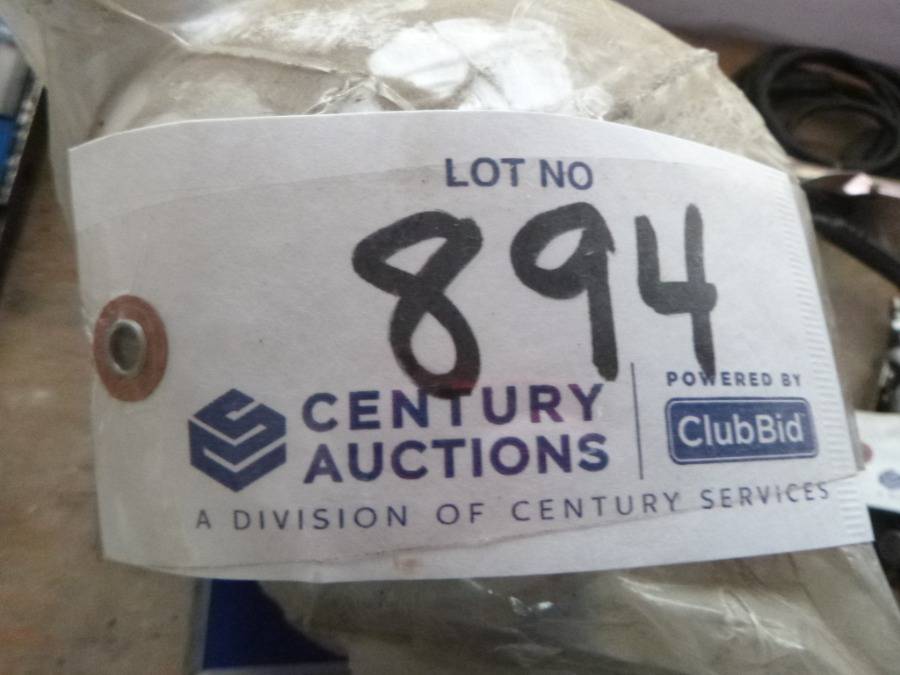 LOT NO
894
CENTURY
AUCTIONS
POWERED BY
ClubBid
A DIVISION OF CENTURY SERVICES